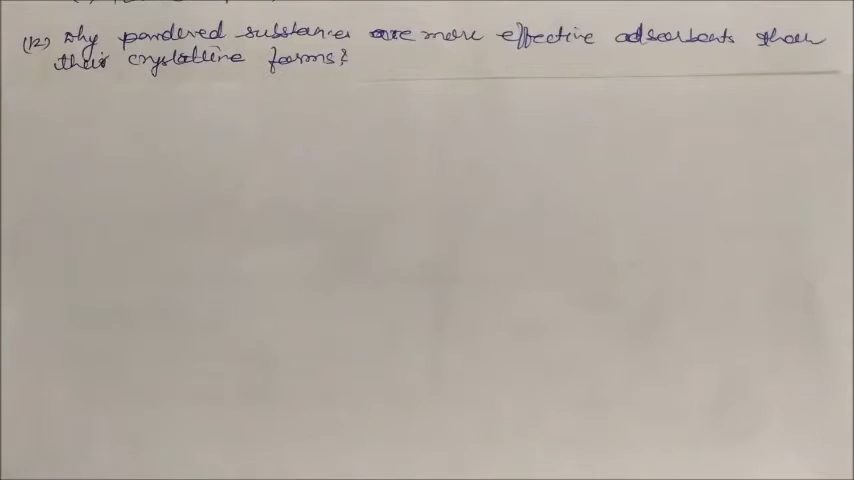 (12) Why powdered substances are more effective adsorbents than
their crystalline forms?